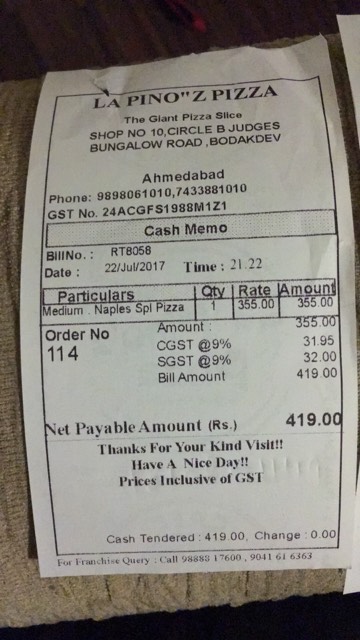 LA PINO"Z PIZZA
The Giant Pizza Slice
SHOP NO 10,CIRCLE B JUDGES
BUNGALOW ROAD ,BODAKDEV
Ahmedabad
Phone: 9898061010,7433881010
GST No. 24ACGFS1988M1Z1
Cash Memo
BillNo. : RT8058
Date : 22/Jul/2017 Time : 21.22
Particulars Qty Rate Amount
Medium . Naples Spl Pizza 1 355.00 355.00
Order No Amount : 355.00
114 CGST @9% 31.95
SGST @9% 32.00
Bill Amount 419.00
Net Payable Amount (Rs.) 419.00
Thanks For Your Kind Visit!!
Have A Nice Day!!
Prices Inclusive of GST
Cash Tendered : 419.00, Change : 0.00
For Franchise Query : Call 98888 17600 , 9041 61 6363